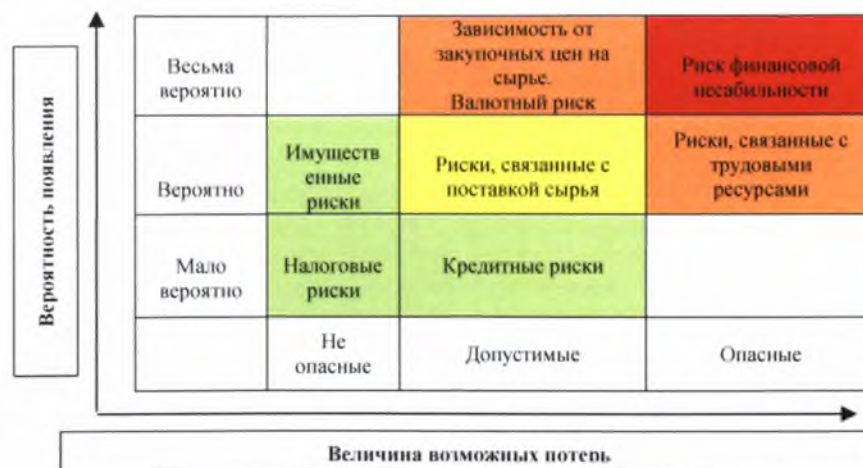 Вероятность появления
Весьма
вероятно
Зависимость от
закупочных цен на
сырье.
Валютный риск
Риск финансовой
несабильности
Вероятно
Имуществ
енные
риски
Риски, связанные с
поставкой сырья
Риски, связанные с
трудовыми
ресурсами
Мало
вероятно
Налоговые
риски
Кредитные риски
Не
опасные
Допустимые
Опасные
Величина возможных потерь